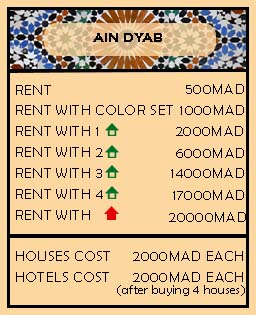 AIN DYAB
RENT 500MAD
RENT WITH COLOR SET 1000MAD
RENT WITH 1 2000MAD
RENT WITH 2 6000MAD
RENT WITH 3 14000MAD
RENT WITH 4 17000MAD
RENT WITH 20000MAD
HOUSES COST 2000MAD EACH
HOTELS COST 2000MAD EACH
(after buying 4 houses)